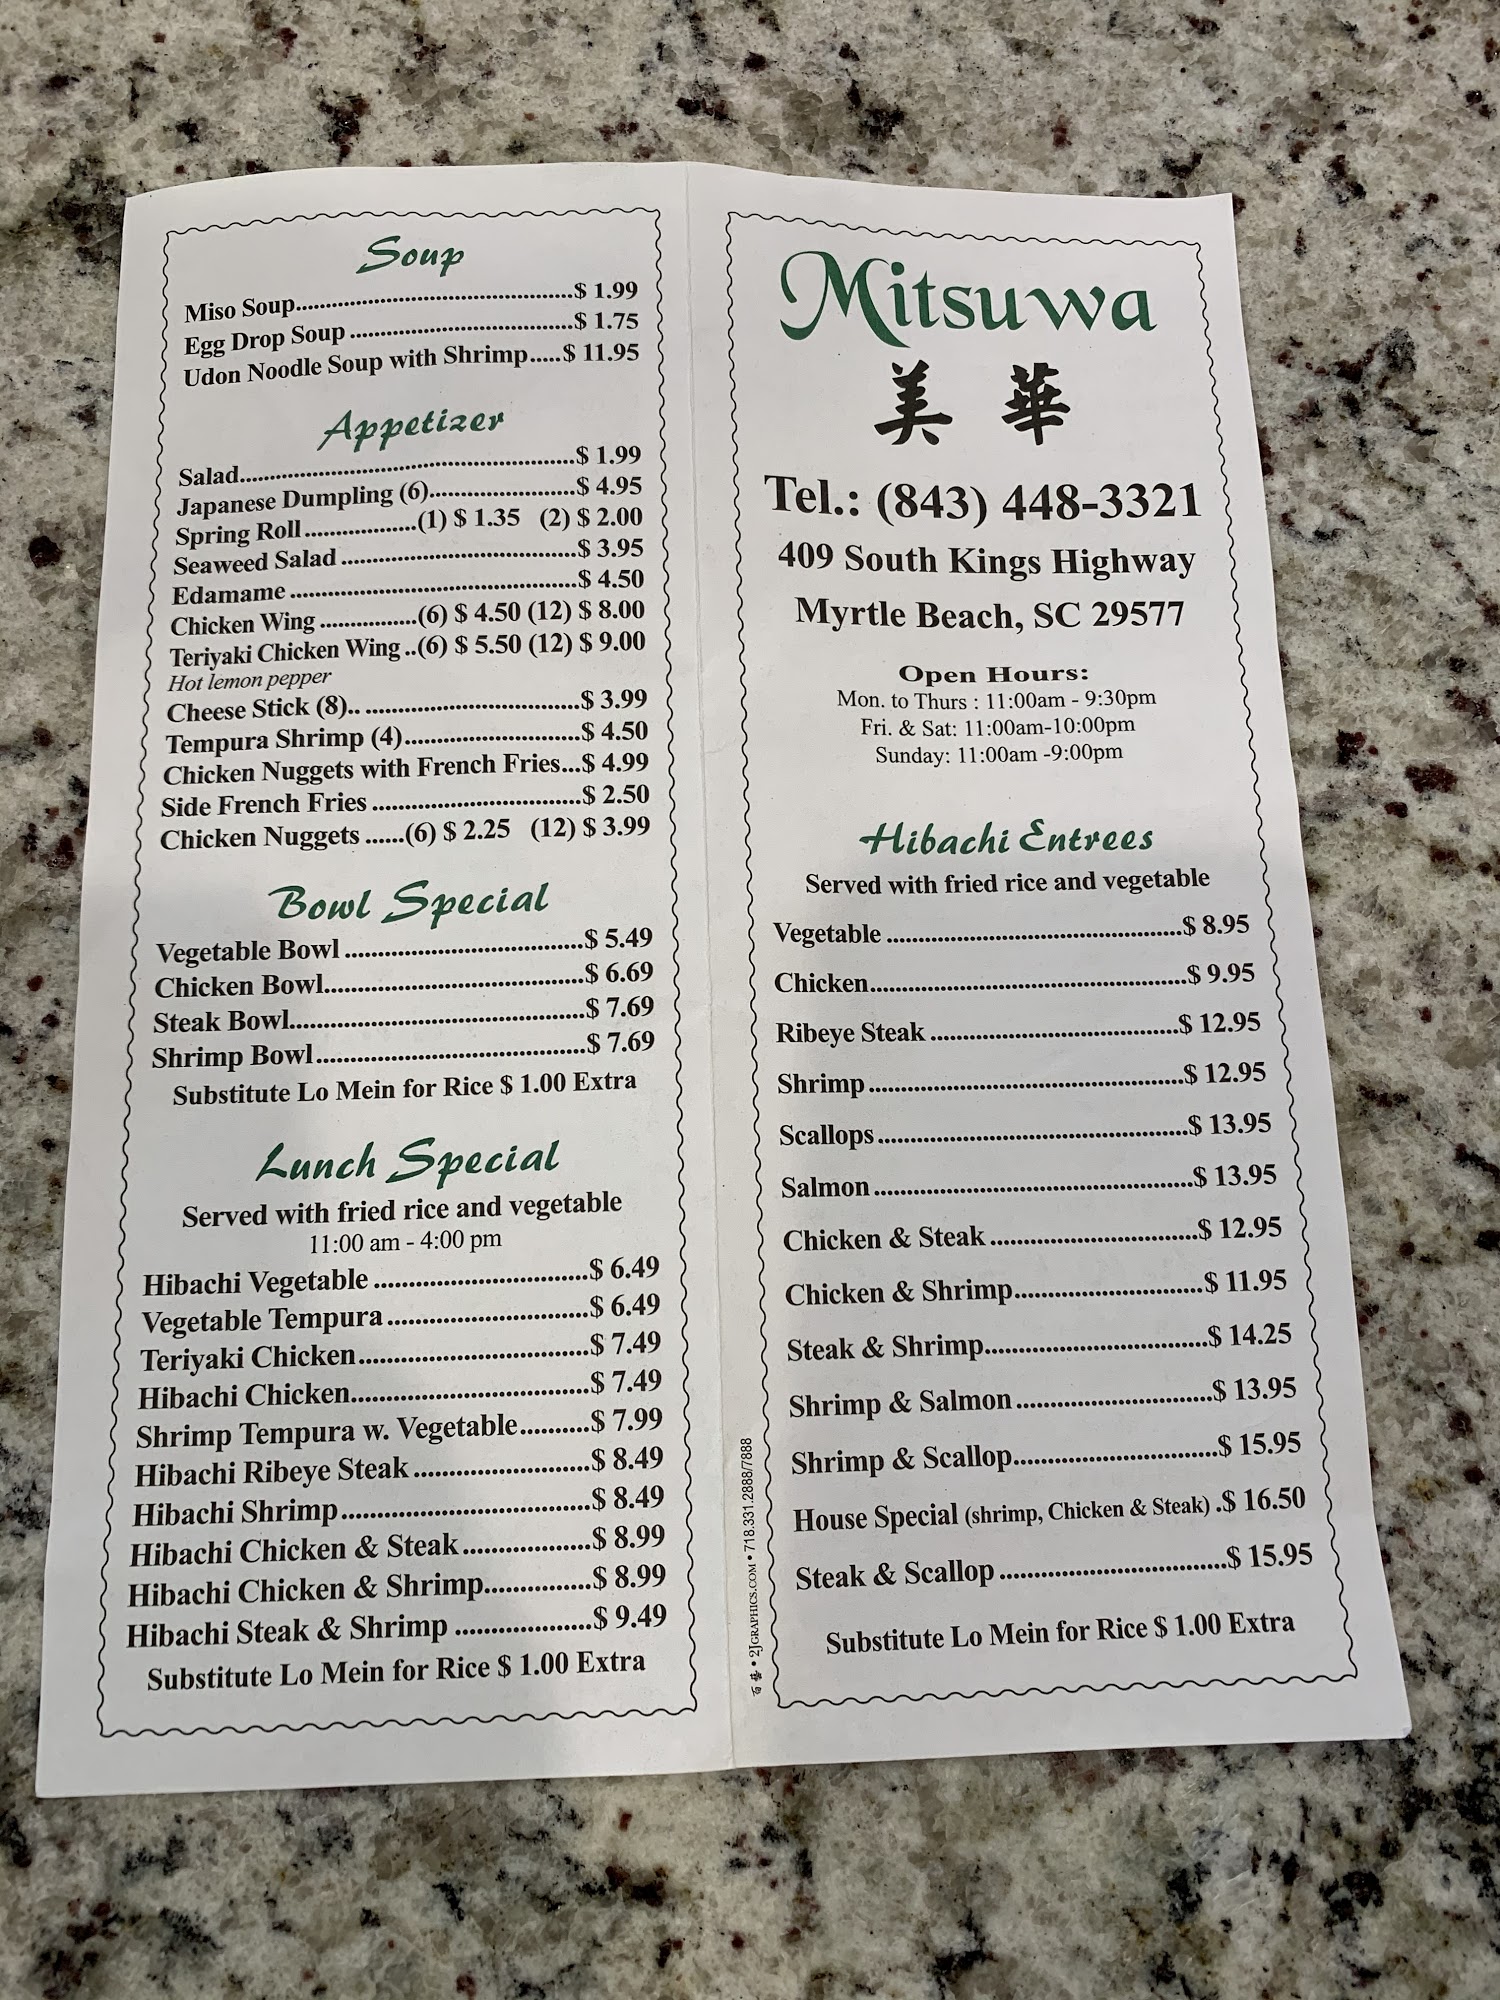 Soup
Miso Soup.......................................$ 1.99
Egg Drop Soup ................................$ 1.75
Udon Noodle Soup with Shrimp.....$ 11.95
Appetizer
Salad................................................$ 1.99
Japanese Dumpling (6).....................$ 4.95
Spring Roll ................(1) $ 1.35 (2) $ 2.00
Seaweed Salad ..................................$ 3.95
Edamame .........................................$ 4.50
Chicken Wing ................(6) $ 4.50 (12) $ 8.00
Teriyaki Chicken Wing ..(6) $ 5.50 (12) $ 9.00
Hot lemon pepper
Cheese Stick (8).. ...............................$ 3.99
Tempura Shrimp (4).........................$ 4.50
Chicken Nuggets with French Fries...$ 4.99
Side French Fries ..............................$ 2.50
Chicken Nuggets ......(6) $ 2.25 (12) $ 3.99
Bowl Special
Vegetable Bowl ..................................$ 5.49
Chicken Bowl.....................................$ 6.69
Steak Bowl..........................................$ 7.69
Shrimp Bowl......................................$ 7.69
Substitute Lo Mein for Rice $ 1.00 Extra
Lunch Special
Served with fried rice and vegetable
11:00 am - 4:00 pm
Hibachi Vegetable ..............................$ 6.49
Vegetable Tempura ............................$ 6.49
Teriyaki Chicken................................$ 7.49
Hibachi Chicken.................................$ 7.49
Shrimp Tempura w. Vegetable..........$ 7.99
Hibachi Ribeye Steak .........................$ 8.49
Hibachi Shrimp..................................$ 8.49
Hibachi Chicken & Steak..................$ 8.99
Hibachi Chicken & Shrimp...............$ 8.99
Hibachi Steak & Shrimp ...................$ 9.49
Substitute Lo Mein for Rice $ 1.00 Extra
Mitsuwa
美 華
Tel.: (843) 448-3321
409 South Kings Highway
Myrtle Beach, SC 29577
Open Hours:
Mon. to Thurs : 11:00am - 9:30pm
Fri. & Sat: 11:00am-10:00pm
Sunday: 11:00am -9:00pm
Hibachi Entrees
Served with fried rice and vegetable
Vegetable ..........................................$ 8.95
Chicken.............................................$ 9.95
Ribeye Steak ...................................$ 12.95
Shrimp .............................................$ 12.95
Scallops ............................................$ 13.95
Salmon .............................................$ 13.95
Chicken & Steak .............................$ 12.95
Chicken & Shrimp..........................$ 11.95
Steak & Shrimp...............................$ 14.25
Shrimp & Salmon ...........................$ 13.95
Shrimp & Scallop............................$ 15.95
House Special (shrimp, Chicken & Steak) .$ 16.50
Steak & Scallop ...............................$ 15.95
Substitute Lo Mein for Rice $ 1.00 Extra
• 2JGRAPHICS.COM • 718.331.2888/7888